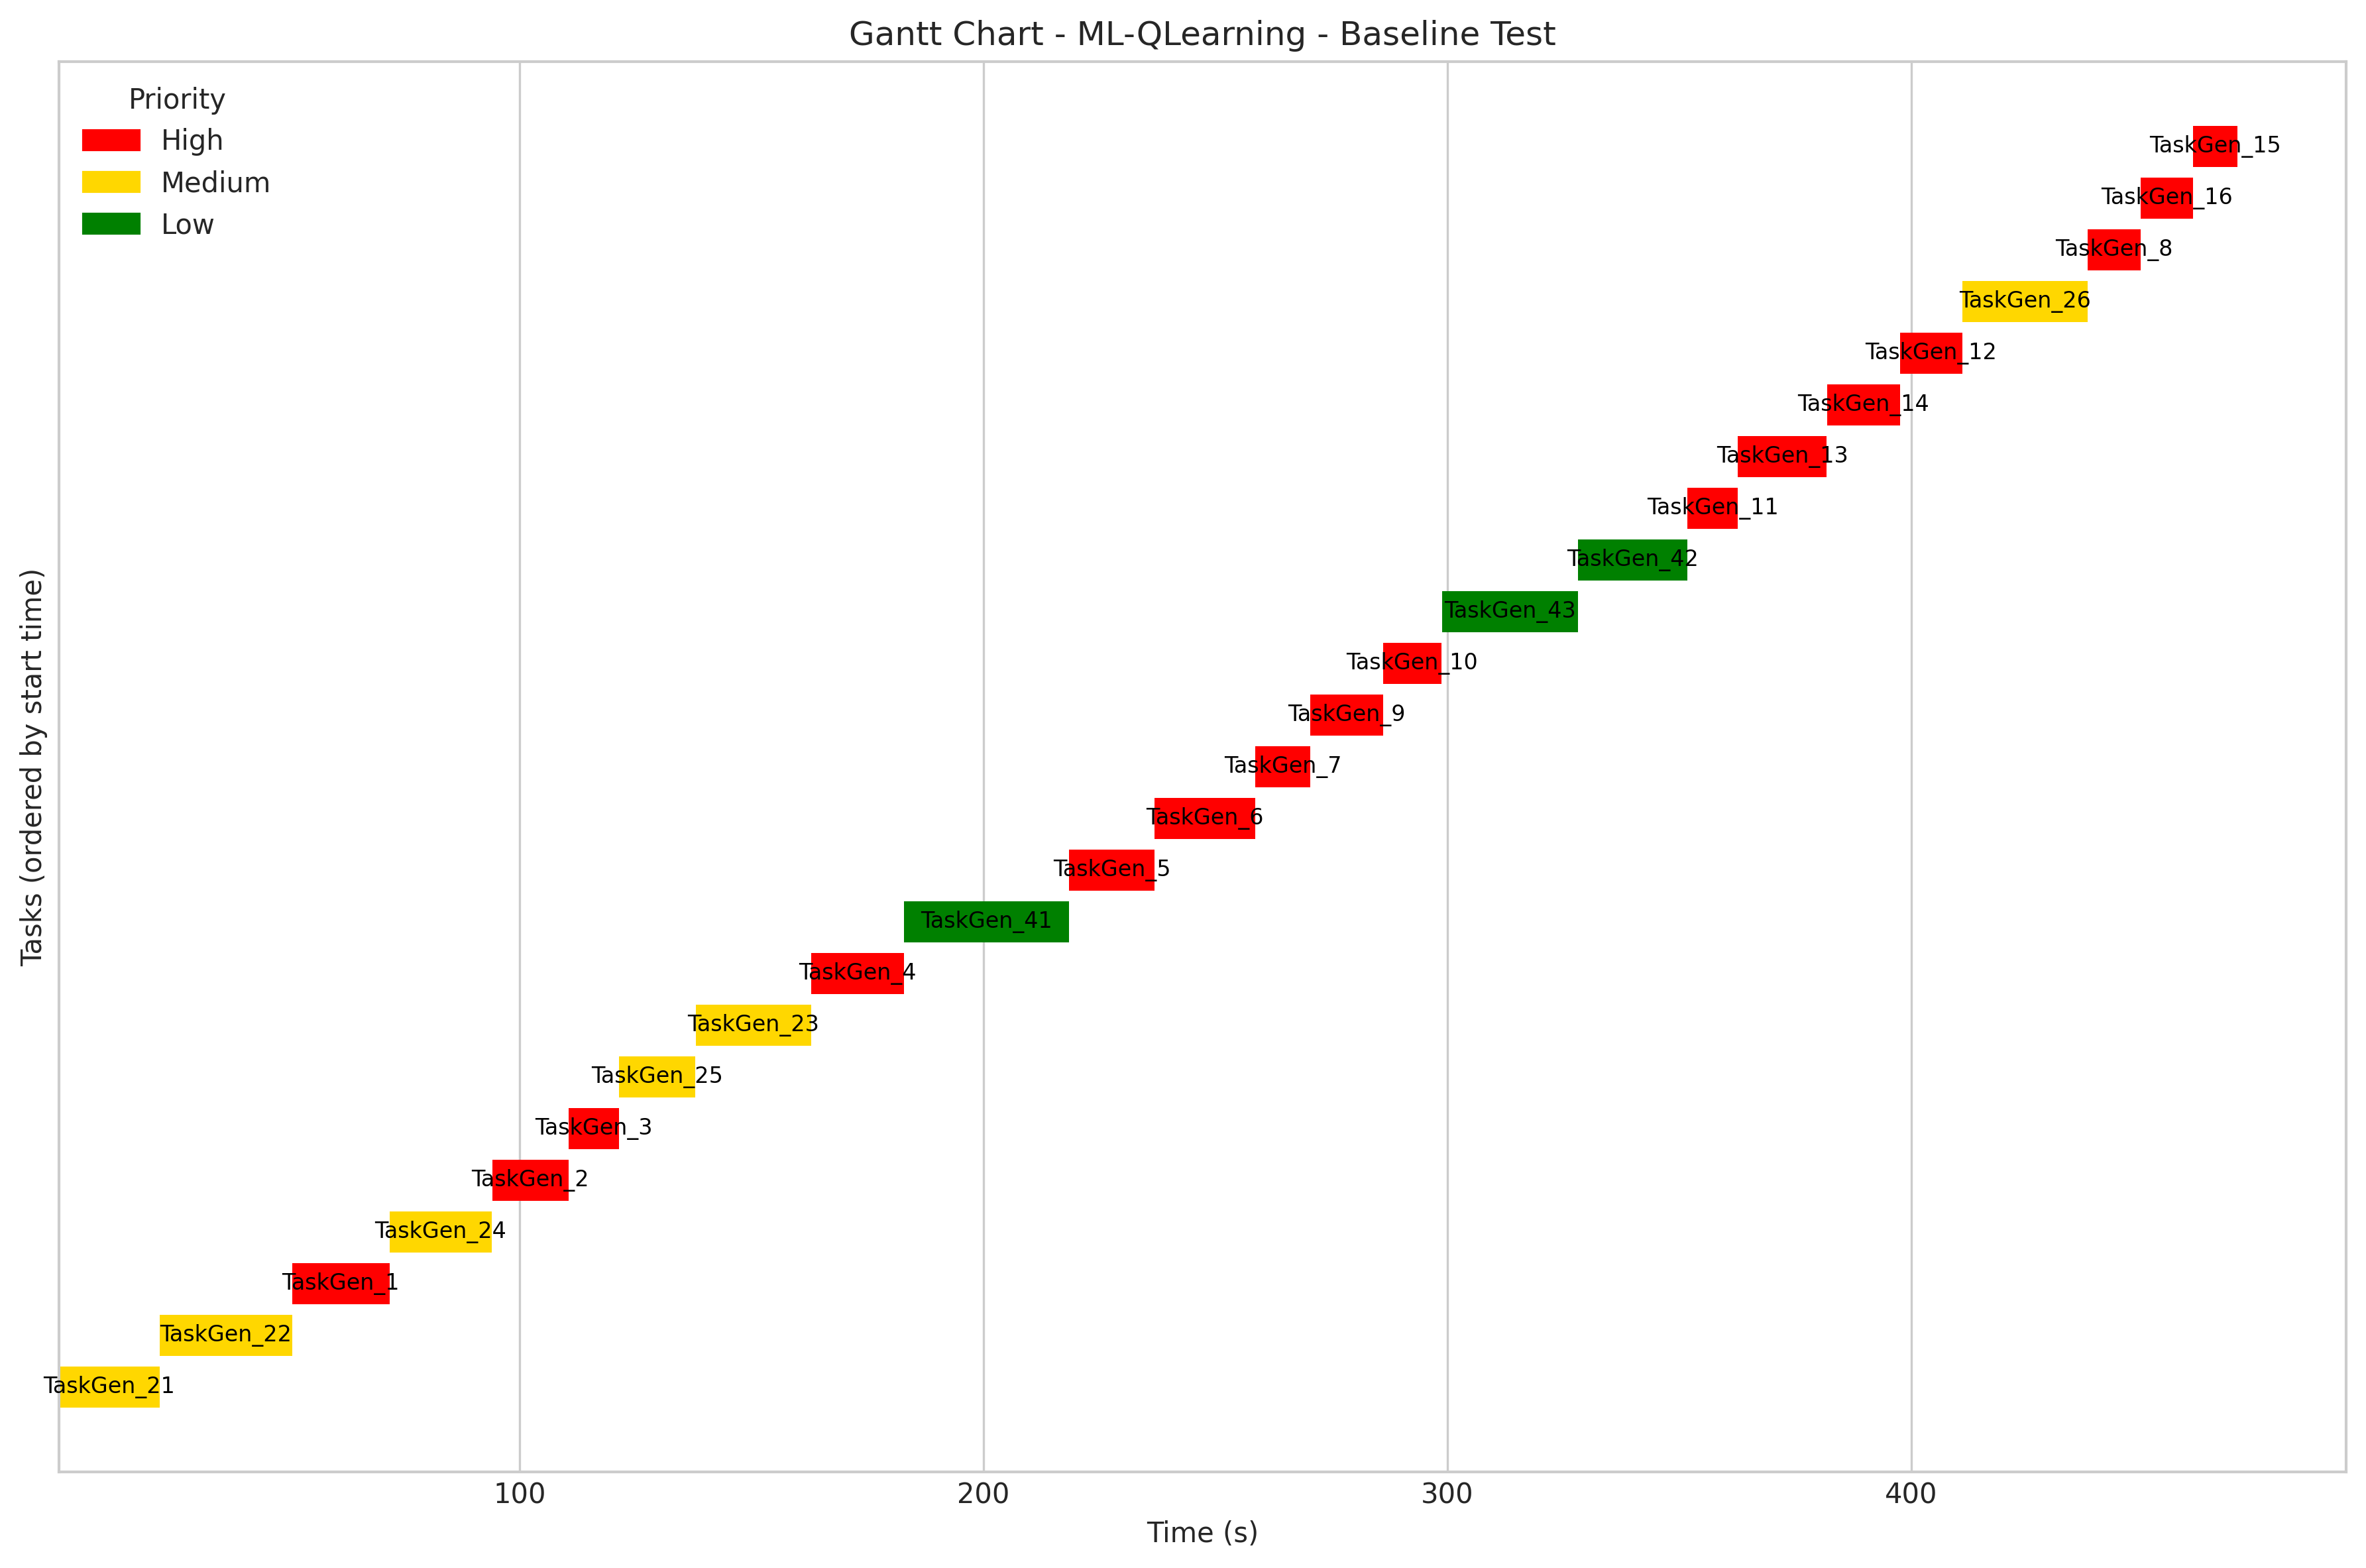 Gantt Chart - ML-QLearning - Baseline Test
Priority
High
Medium
Low
TaskGen_15
TaskGen_16
TaskGen_8
TaskGen_26
TaskGen_12
TaskGen_14
TaskGen_13
TaskGen_11
TaskGen_42
TaskGen_43
TaskGen_10
TaskGen_9
TaskGen_7
TaskGen_6
TaskGen_5
TaskGen_41
TaskGen_4
TaskGen_23
TaskGen_25
TaskGen_3
TaskGen_2
TaskGen_24
TaskGen_1
TaskGen_22
TaskGen_21
Tasks (ordered by start time)
100 200 300 400
Time (s)